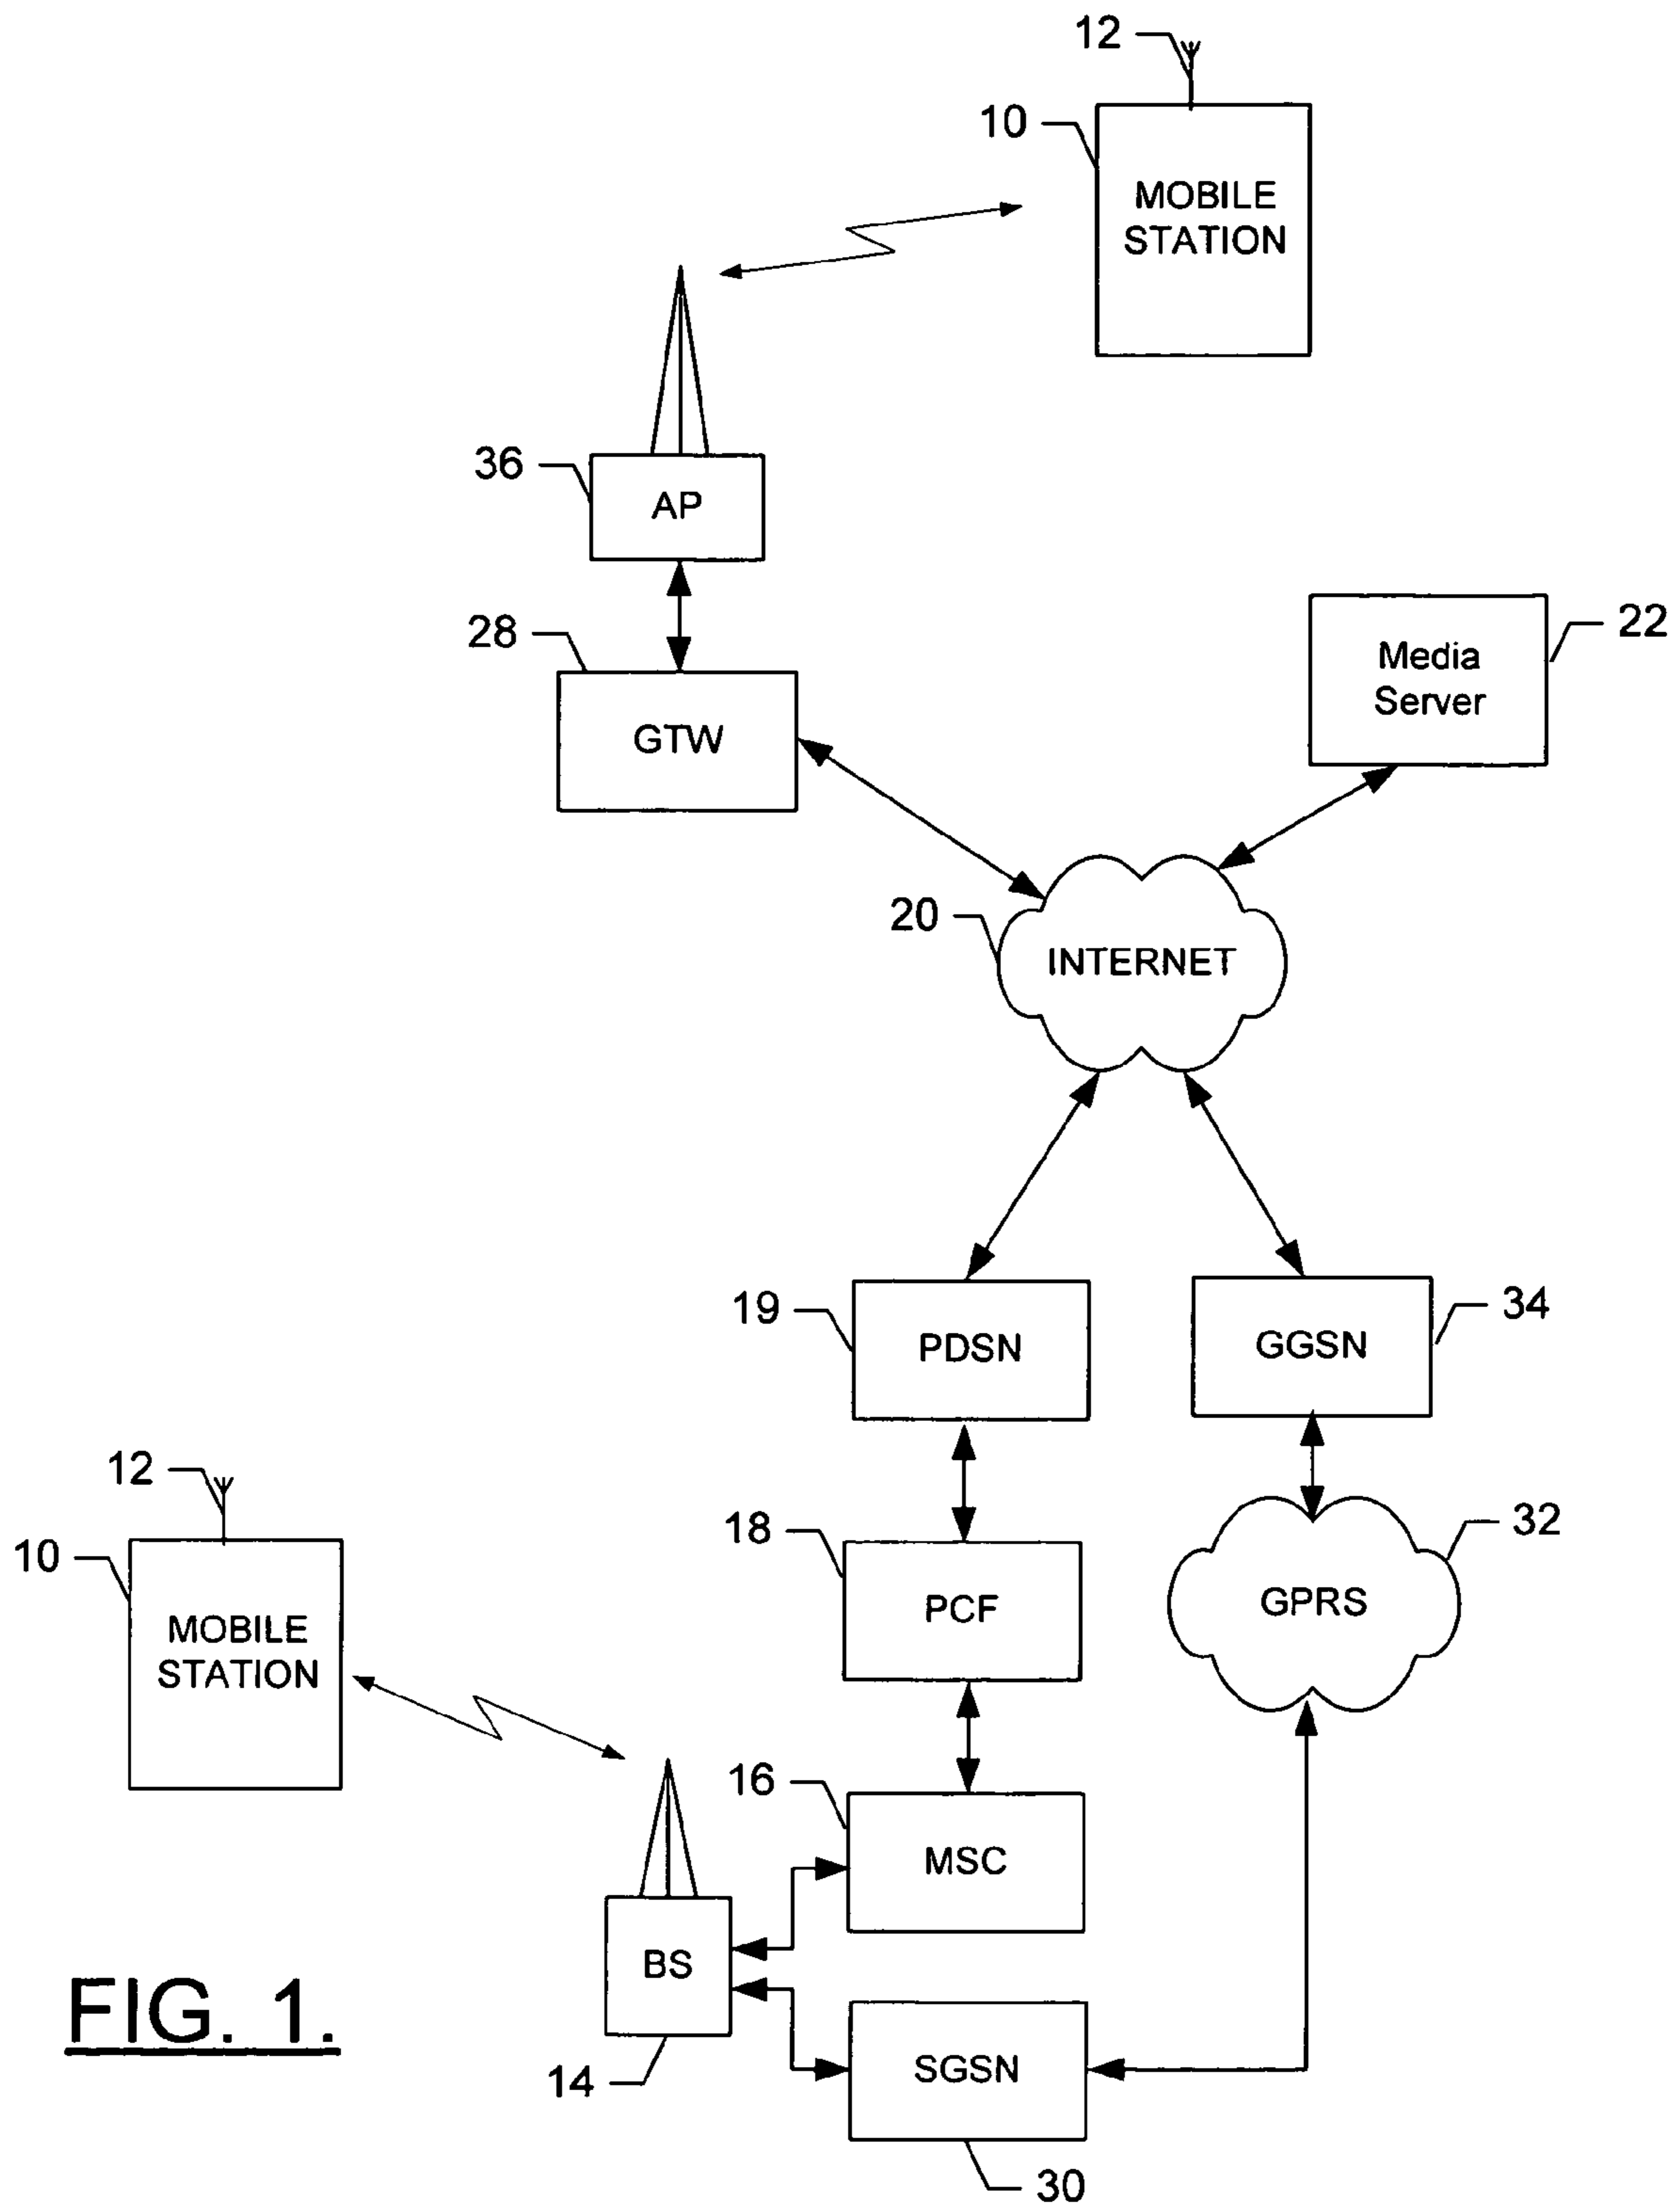 12
10
MOBILE
STATION
36
AP
28
GTW
22
Media
Server
20
INTERNET
19
PDSN
34
GGSN
12
10
MOBILE
STATION
18
PCF
32
GPRS
16
MSC
BS
14
SGSN
30
FIG. 1.